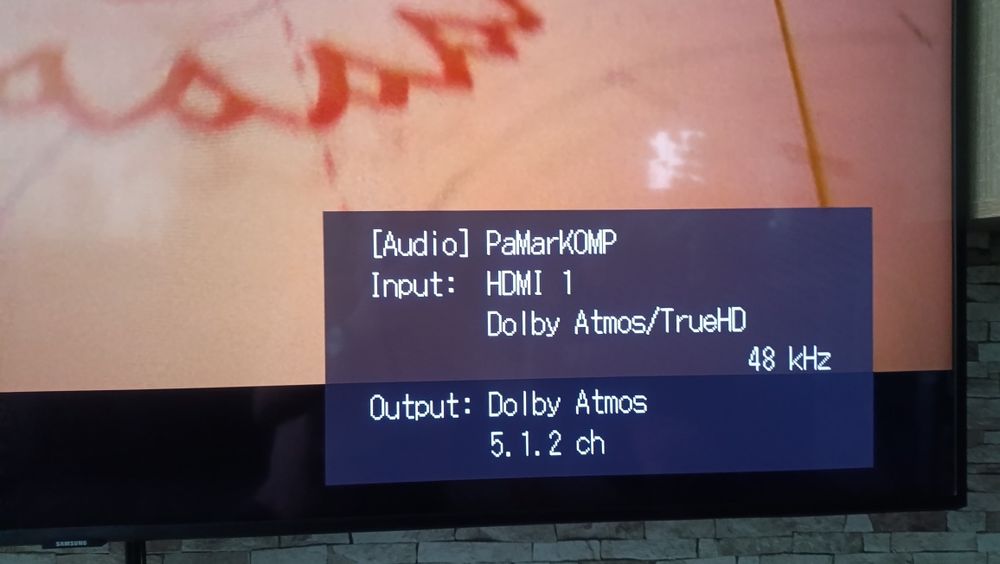 [Audio] PaMarKOMP
Input: HDMI 1
Dolby Atmos/TrueHD
48 kHz
Output: Dolby Atmos
5.1.2 ch
SAMSUNG